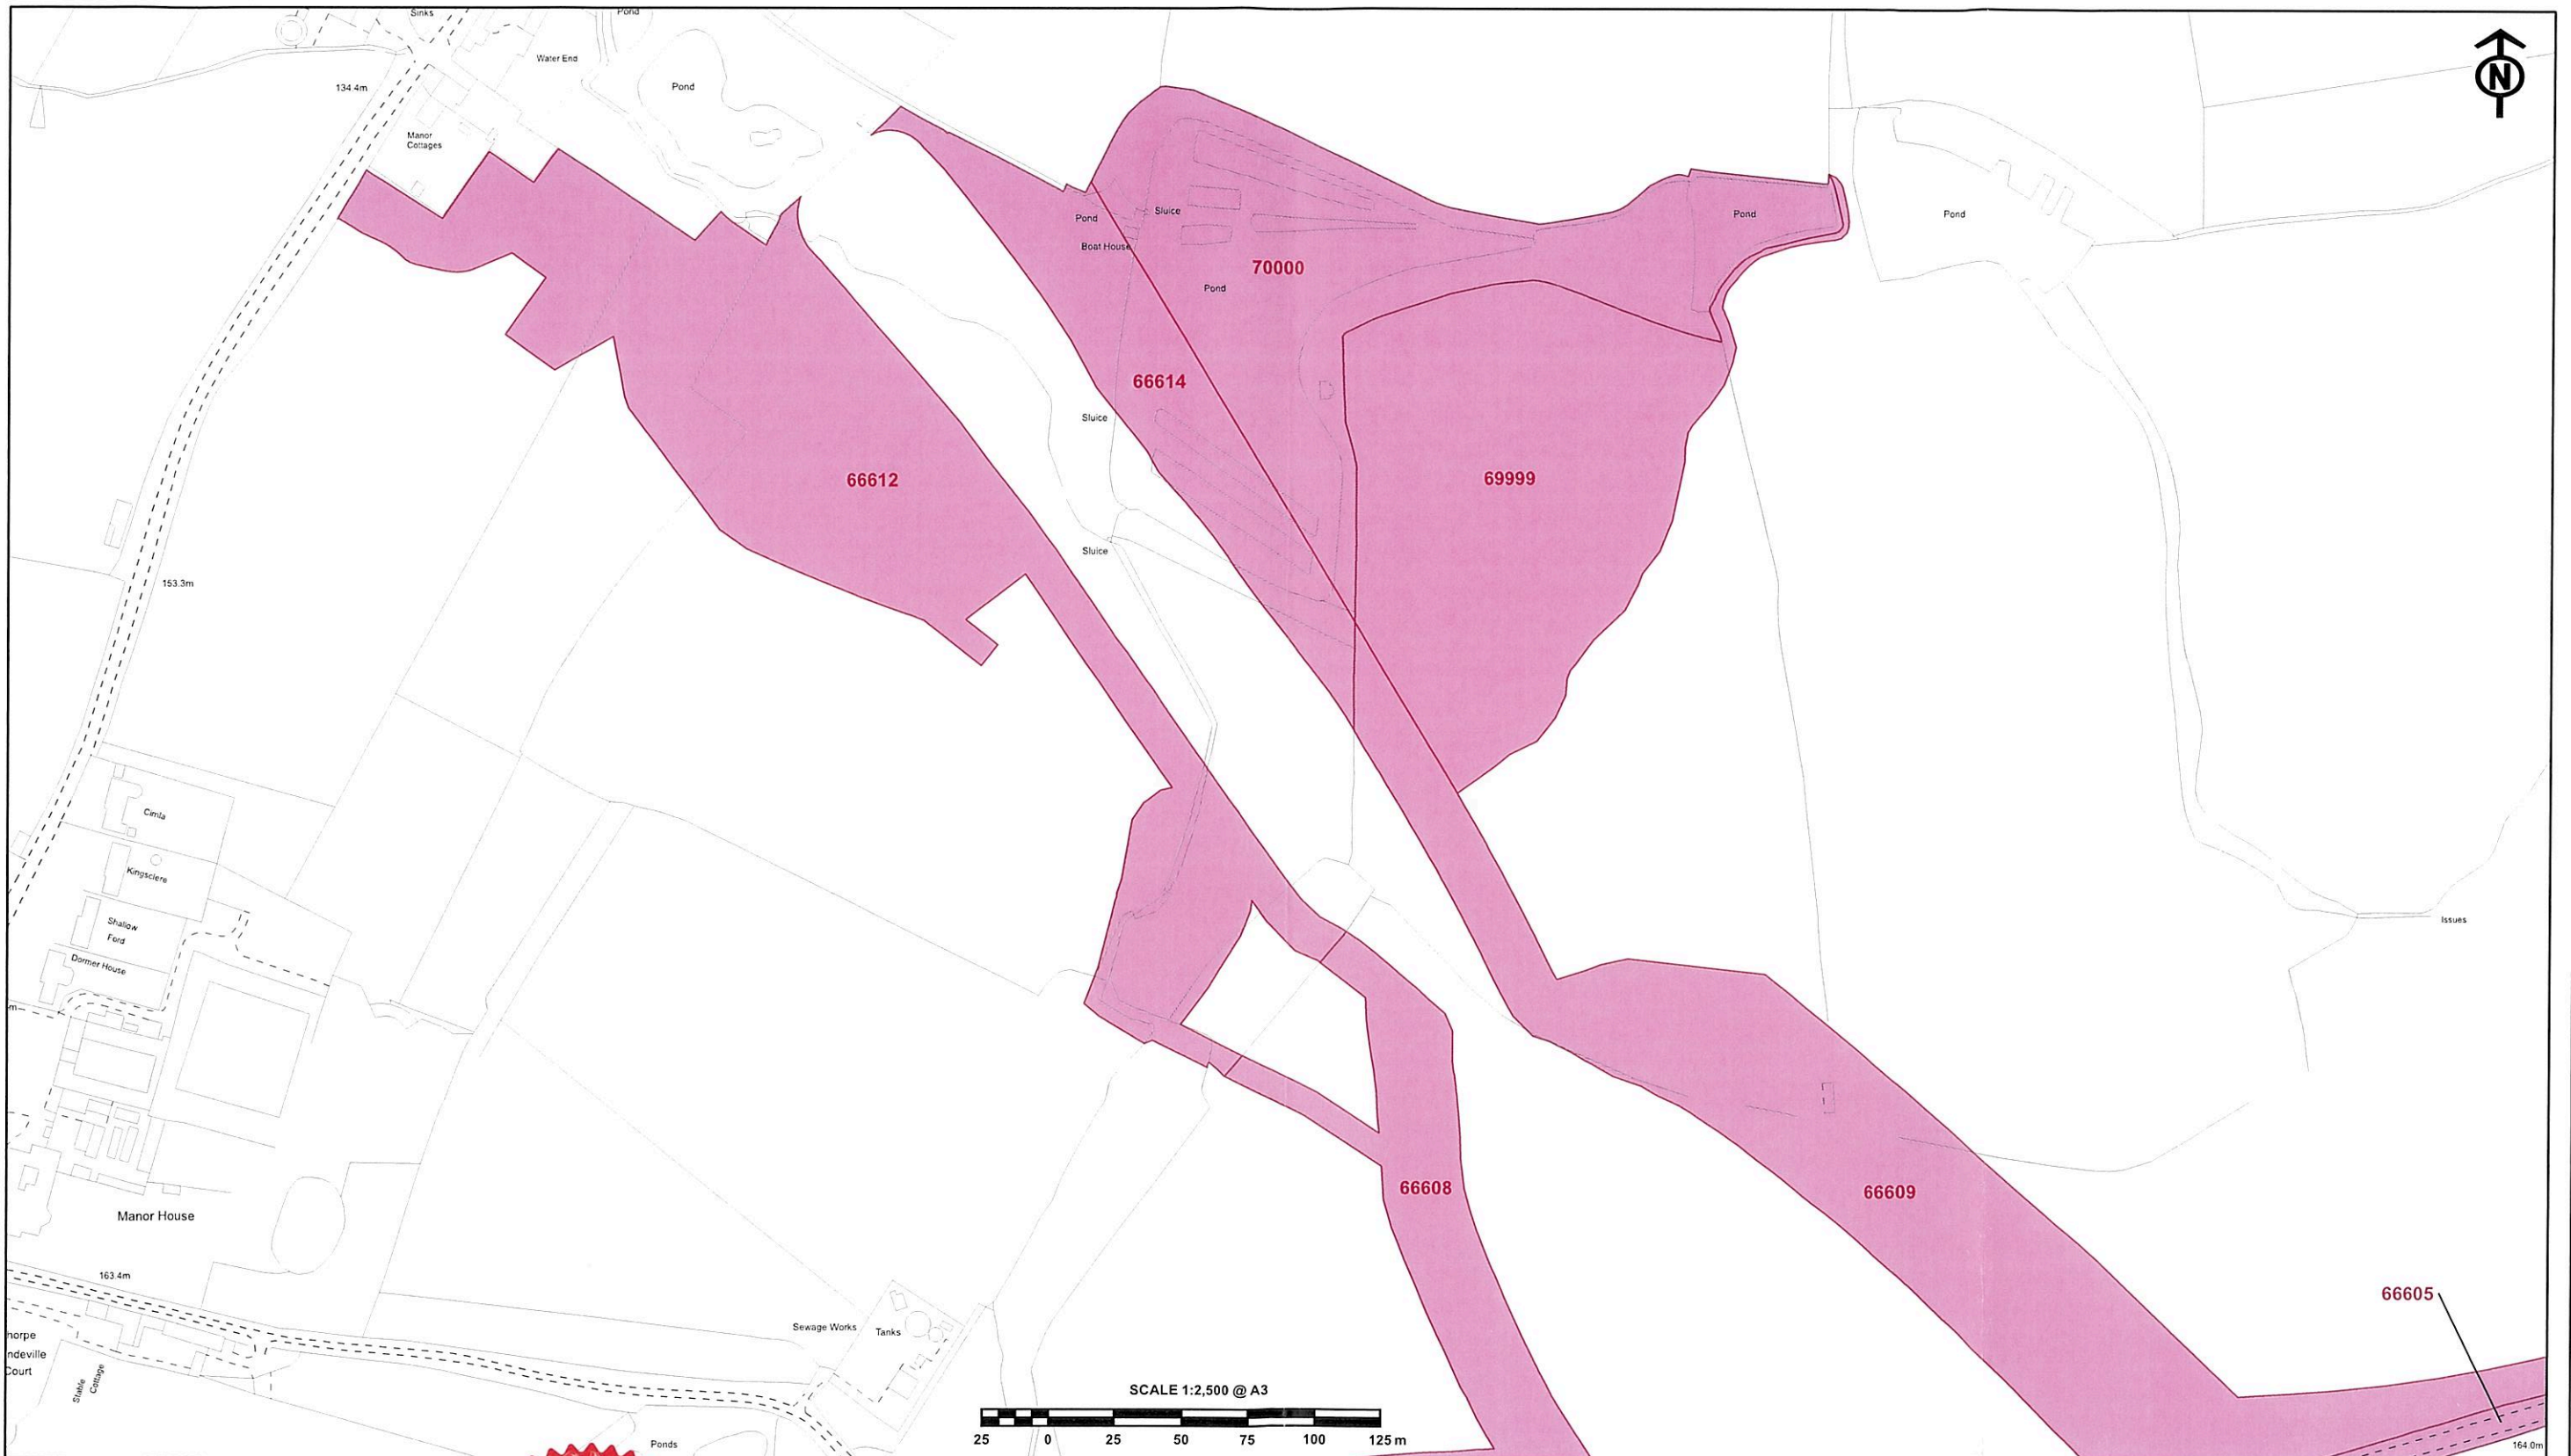 Sinks
Pond
Water End
N
134.4m
Pond
Manor
Cottages
Pond
Sluice
Pond
Pond
Boat House
70000
Pond
66614
Sluice
66612
69999
Sluice
153.3m
Cimla
Kingsclere
Shallow
Ford
Issues
Dormer House
m
66608
66609
Manor House
163.4m
66605
horpe
ndeville
Court
Stable
Cottage
Sewage Works
Tanks
SCALE 1:2,500 @ A3
25 0 25 50 75 100 125 m
Ponds
164.0m